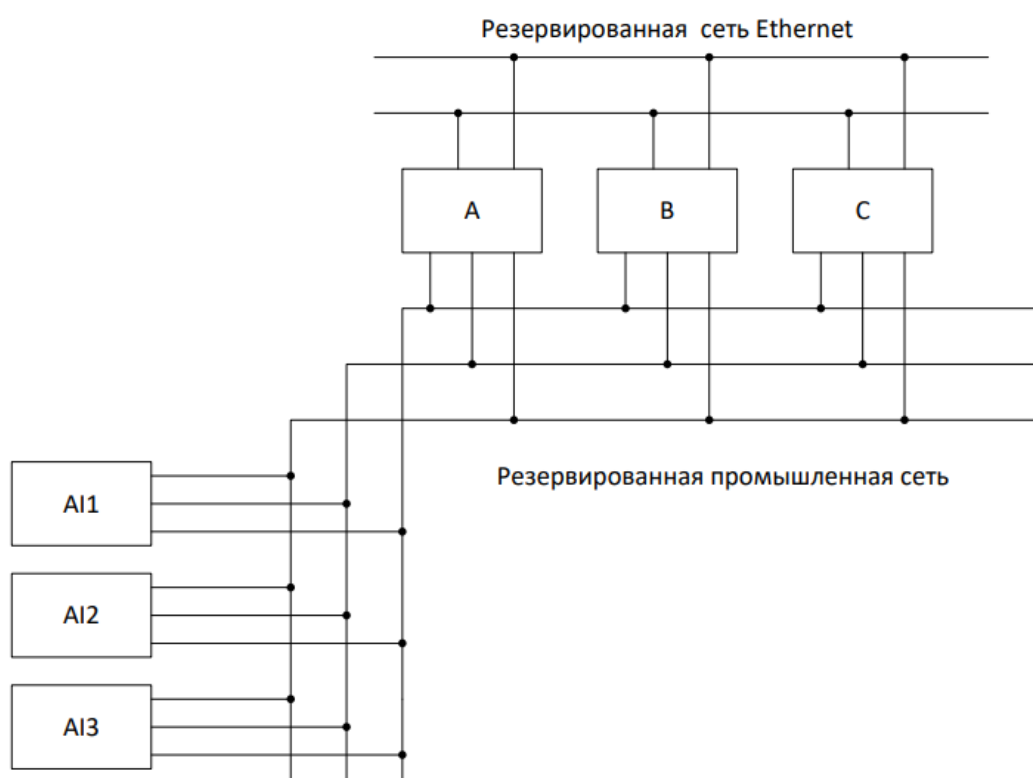 Резервированная сеть Ethernet
A
B
C
Резервированная промышленная сеть
AI1
AI2
AI3